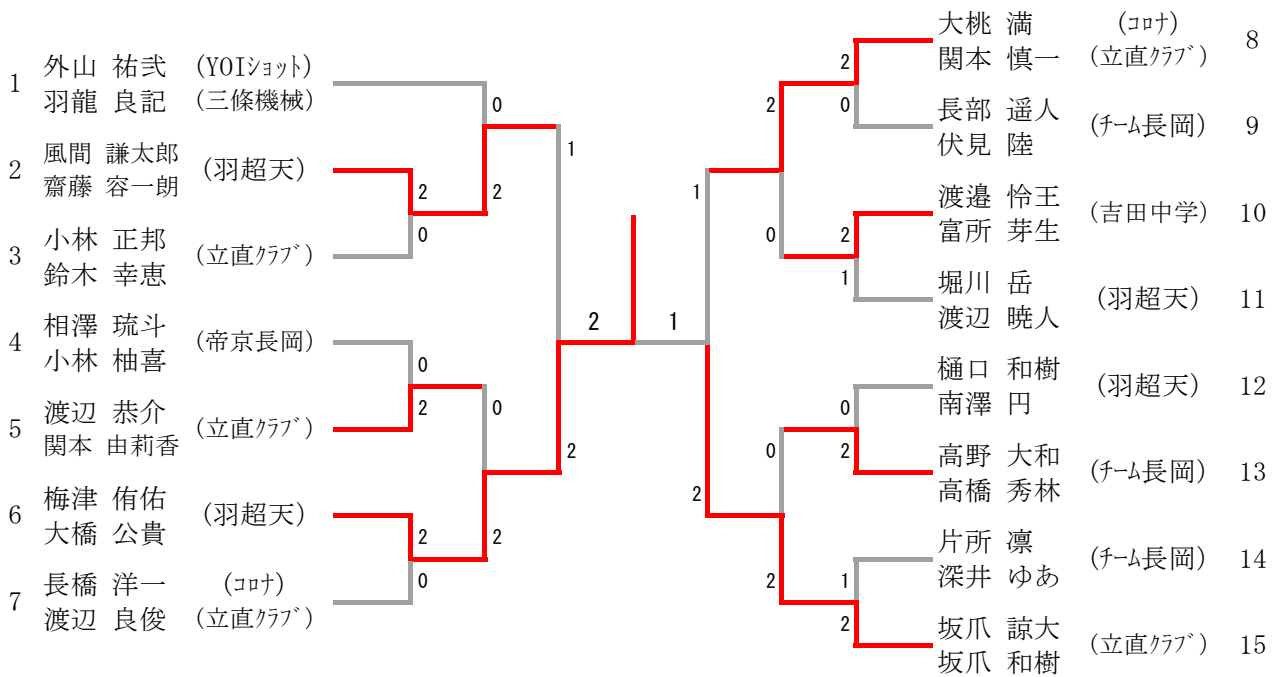 1 外山 祐弐 (YOIｼｮｯﾄ)
羽龍 良記 (三條機械)
2 風間 謙太郎 (羽超天)
齋藤 容一朗
3 小林 正邦 (立直ｸﾗﾌﾞ)
鈴木 幸恵
4 相澤 琉斗 (帝京長岡)
小林 柚喜
5 渡辺 恭介 (立直ｸﾗﾌﾞ)
関本 由莉香
6 梅津 侑佑 (羽超天)
大橋 公貴
7 長橋 洋一 (ｺﾛﾅ)
渡辺 良俊 (立直ｸﾗﾌﾞ)
0
2
2
0
1
0
2
0
2
2
0
2
2 1
大桃 満 (ｺﾛﾅ) 8
関本 慎一 (立直ｸﾗﾌﾞ)
長部 遥人 (ﾁｰﾑ長岡) 9
伏見 陸
渡邉 怜王 (吉田中学) 10
富所 芽生
堀川 岳 (羽超天) 11
渡辺 暁人
樋口 和樹 (羽超天) 12
南澤 円
高野 大和 (ﾁｰﾑ長岡) 13
高橋 秀林
片所 凛 (ﾁｰﾑ長岡) 14
深井 ゆあ
坂爪 諒大 (立直ｸﾗﾌﾞ) 15
坂爪 和樹
2
0
2
1
0
2
1
0
2
0
2
2
1
2